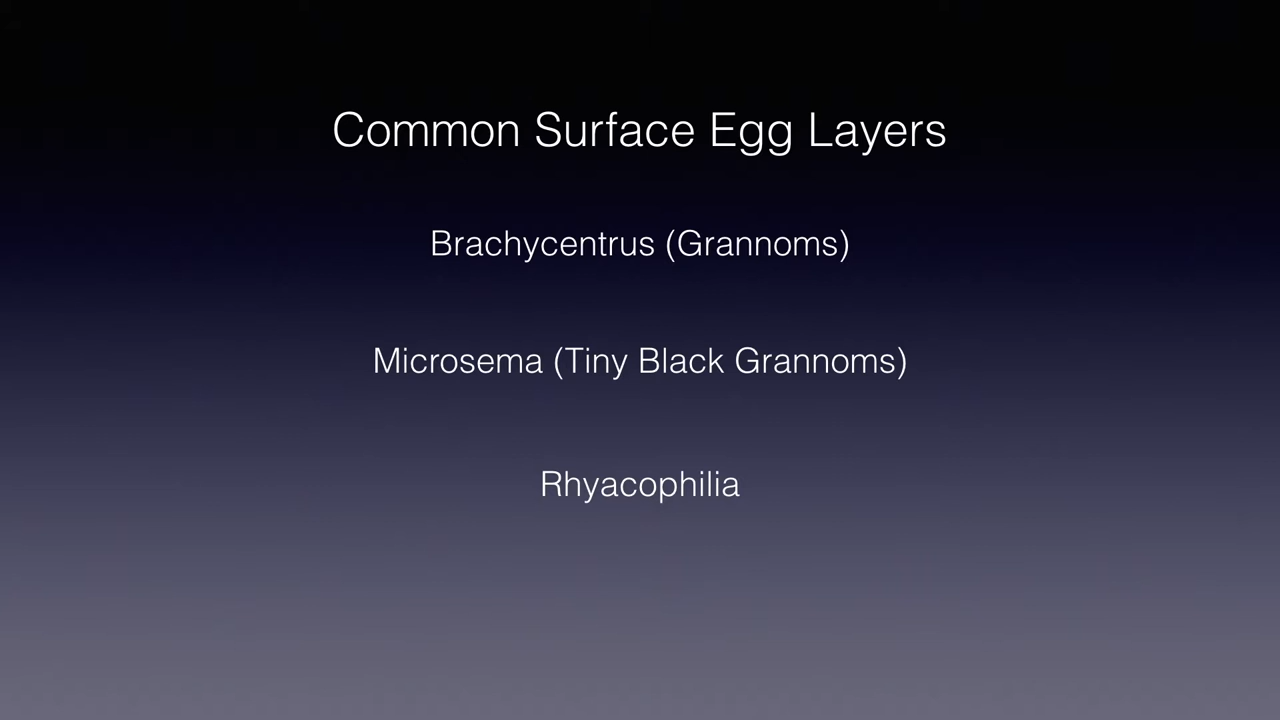 Common Surface Egg Layers
Brachycentrus (Grannoms)
Microsema (Tiny Black Grannoms)
Rhyacophilia